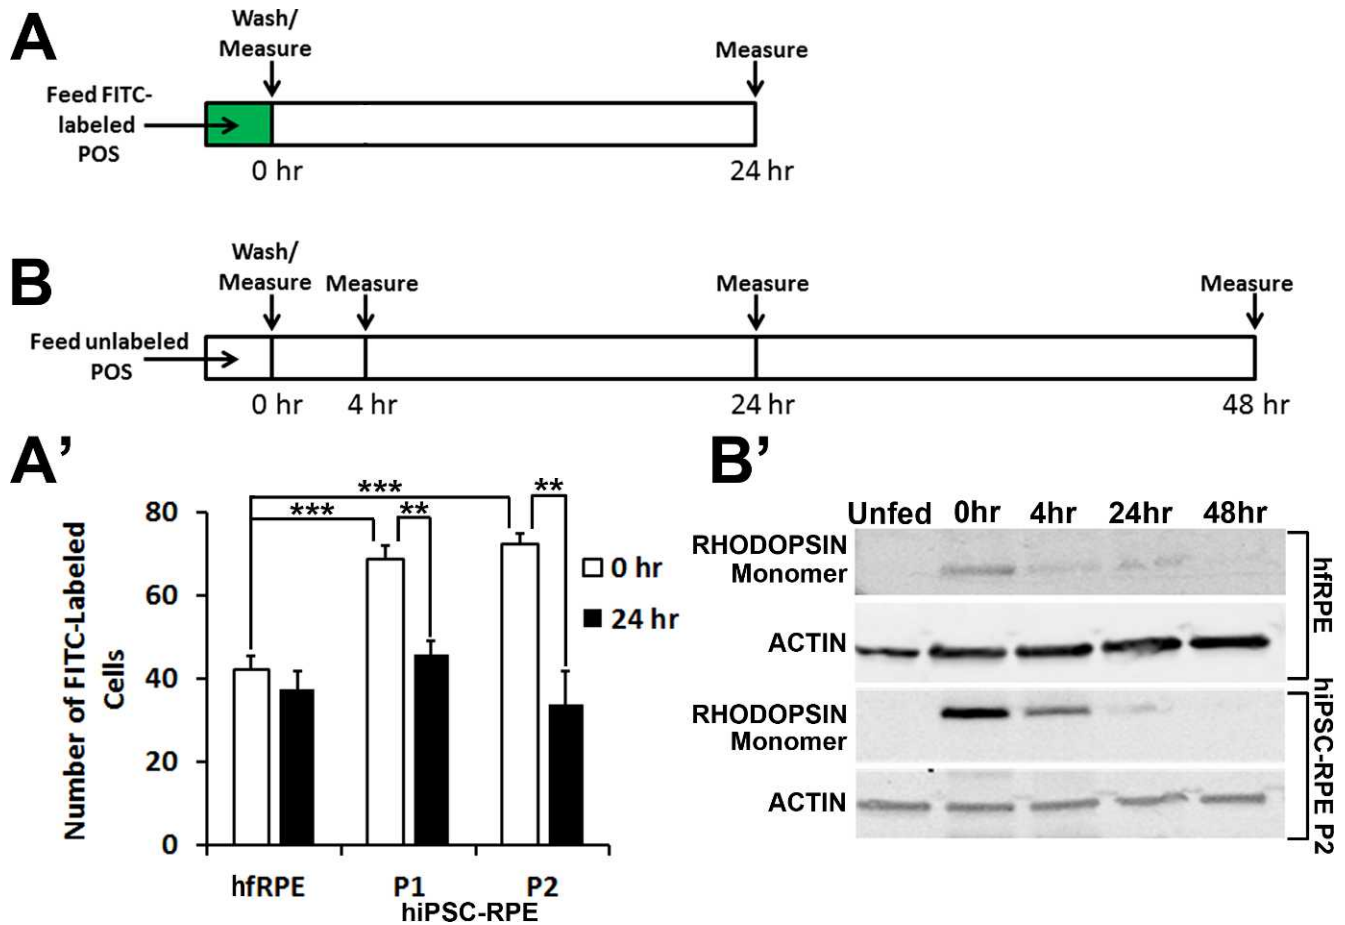 A
Wash/
Measure
Measure
Feed FITC-
labeled
POS
0 hr
24 hr
B
Wash/
Measure
Measure
Measure
Measure
Feed unlabeled
POS
0 hr
4 hr
24 hr
48 hr
A’
Number of FITC-Labeled
Cells
80
60
40
20
0
***
***
**
**
0 hr
24 hr
hfRPE
P1
P2
hiPSC-RPE
B’
Unfed 0hr 4hr 24hr 48hr
RHODOPSIN
Monomer
ACTIN
hfRPE
RHODOPSIN
Monomer
ACTIN
hiPSC-RPE P2